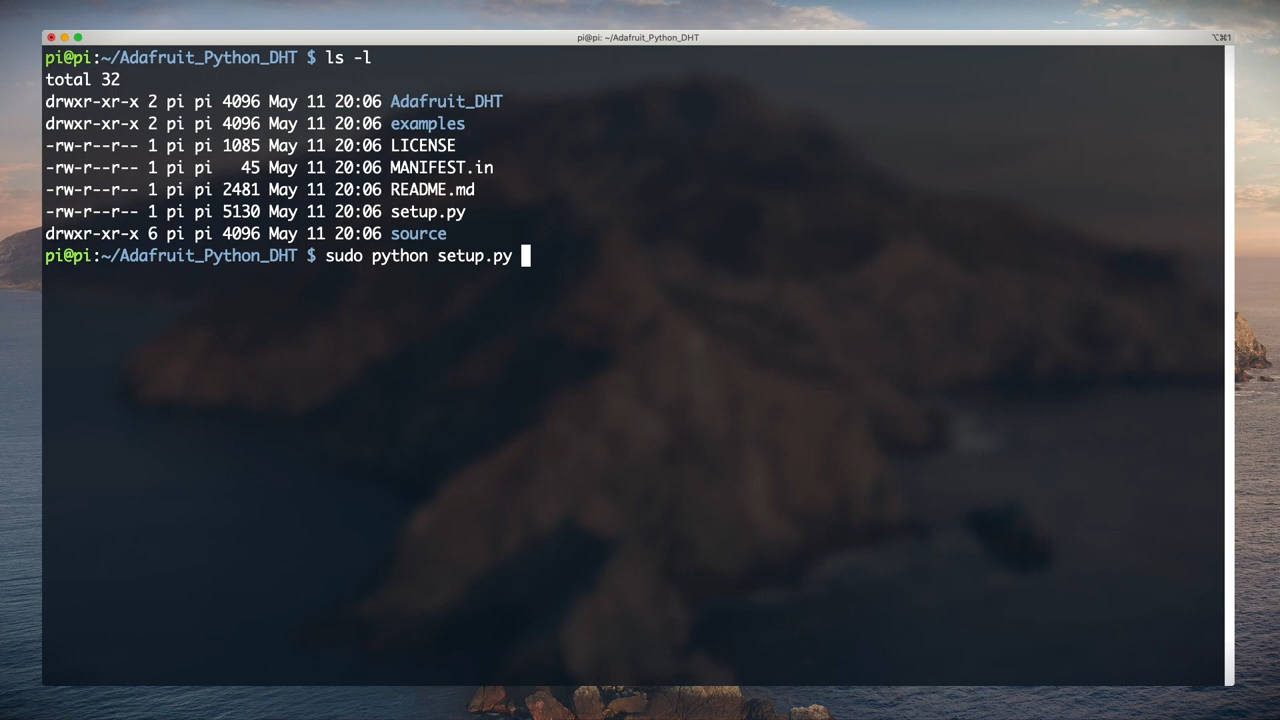 pi@pi: ~/Adafruit_Python_DHT
⌥⌘1
pi@pi:~/Adafruit_Python_DHT $ ls -l
total 32
drwxr-xr-x 2 pi pi 4096 May 11 20:06 Adafruit_DHT
drwxr-xr-x 2 pi pi 4096 May 11 20:06 examples
-rw-r--r-- 1 pi pi 1085 May 11 20:06 LICENSE
-rw-r--r-- 1 pi pi   45 May 11 20:06 MANIFEST.in
-rw-r--r-- 1 pi pi 2481 May 11 20:06 README.md
-rw-r--r-- 1 pi pi 5130 May 11 20:06 setup.py
drwxr-xr-x 6 pi pi 4096 May 11 20:06 source
pi@pi:~/Adafruit_Python_DHT $ sudo python setup.py